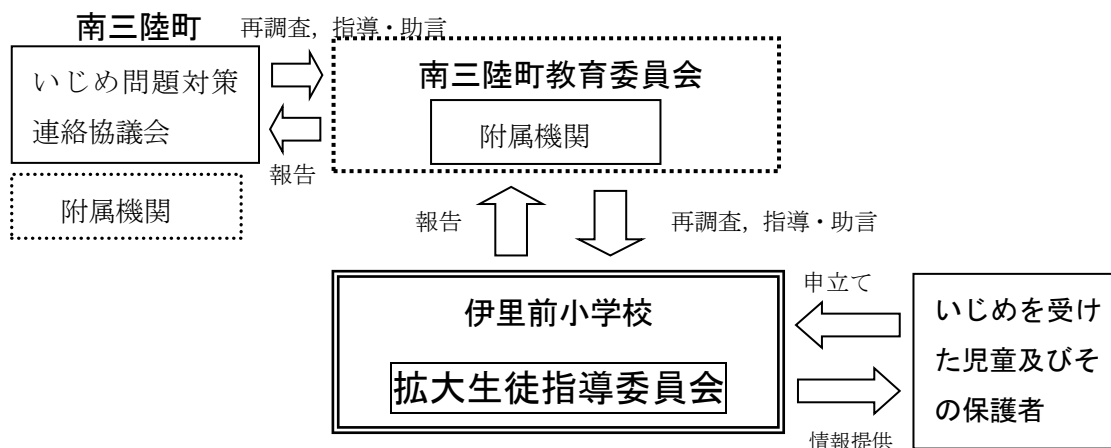 南三陸町
再調査，指導・助言
いじめ問題対策
連絡協議会
南三陸町教育委員会
附属機関
報告
附属機関
報告
再調査，指導・助言
伊里前小学校
拡大生徒指導委員会
申立て
情報提供
いじめを受け
た児童及びそ
の保護者